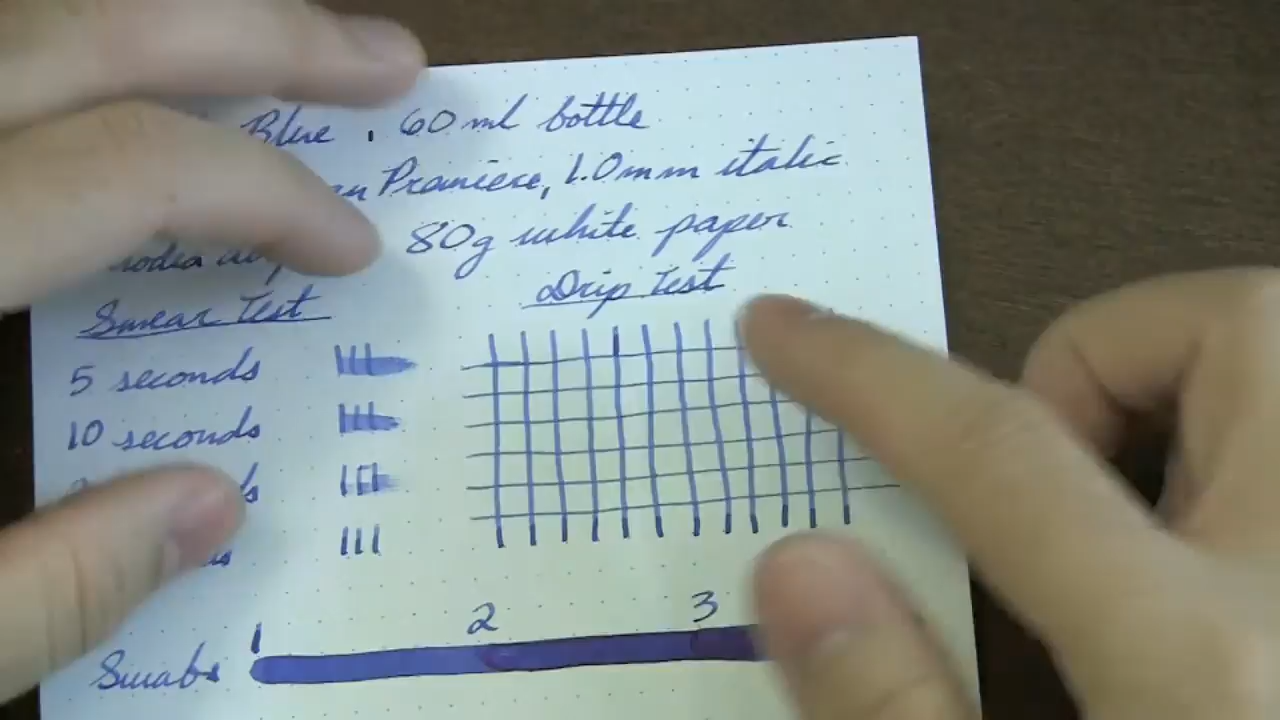 Blue, 60 ml bottle
Premiere, 1.0mm italic
80g white paper
Smear Test
Drip Test
5 seconds
10 seconds
1
2
3
Swabs